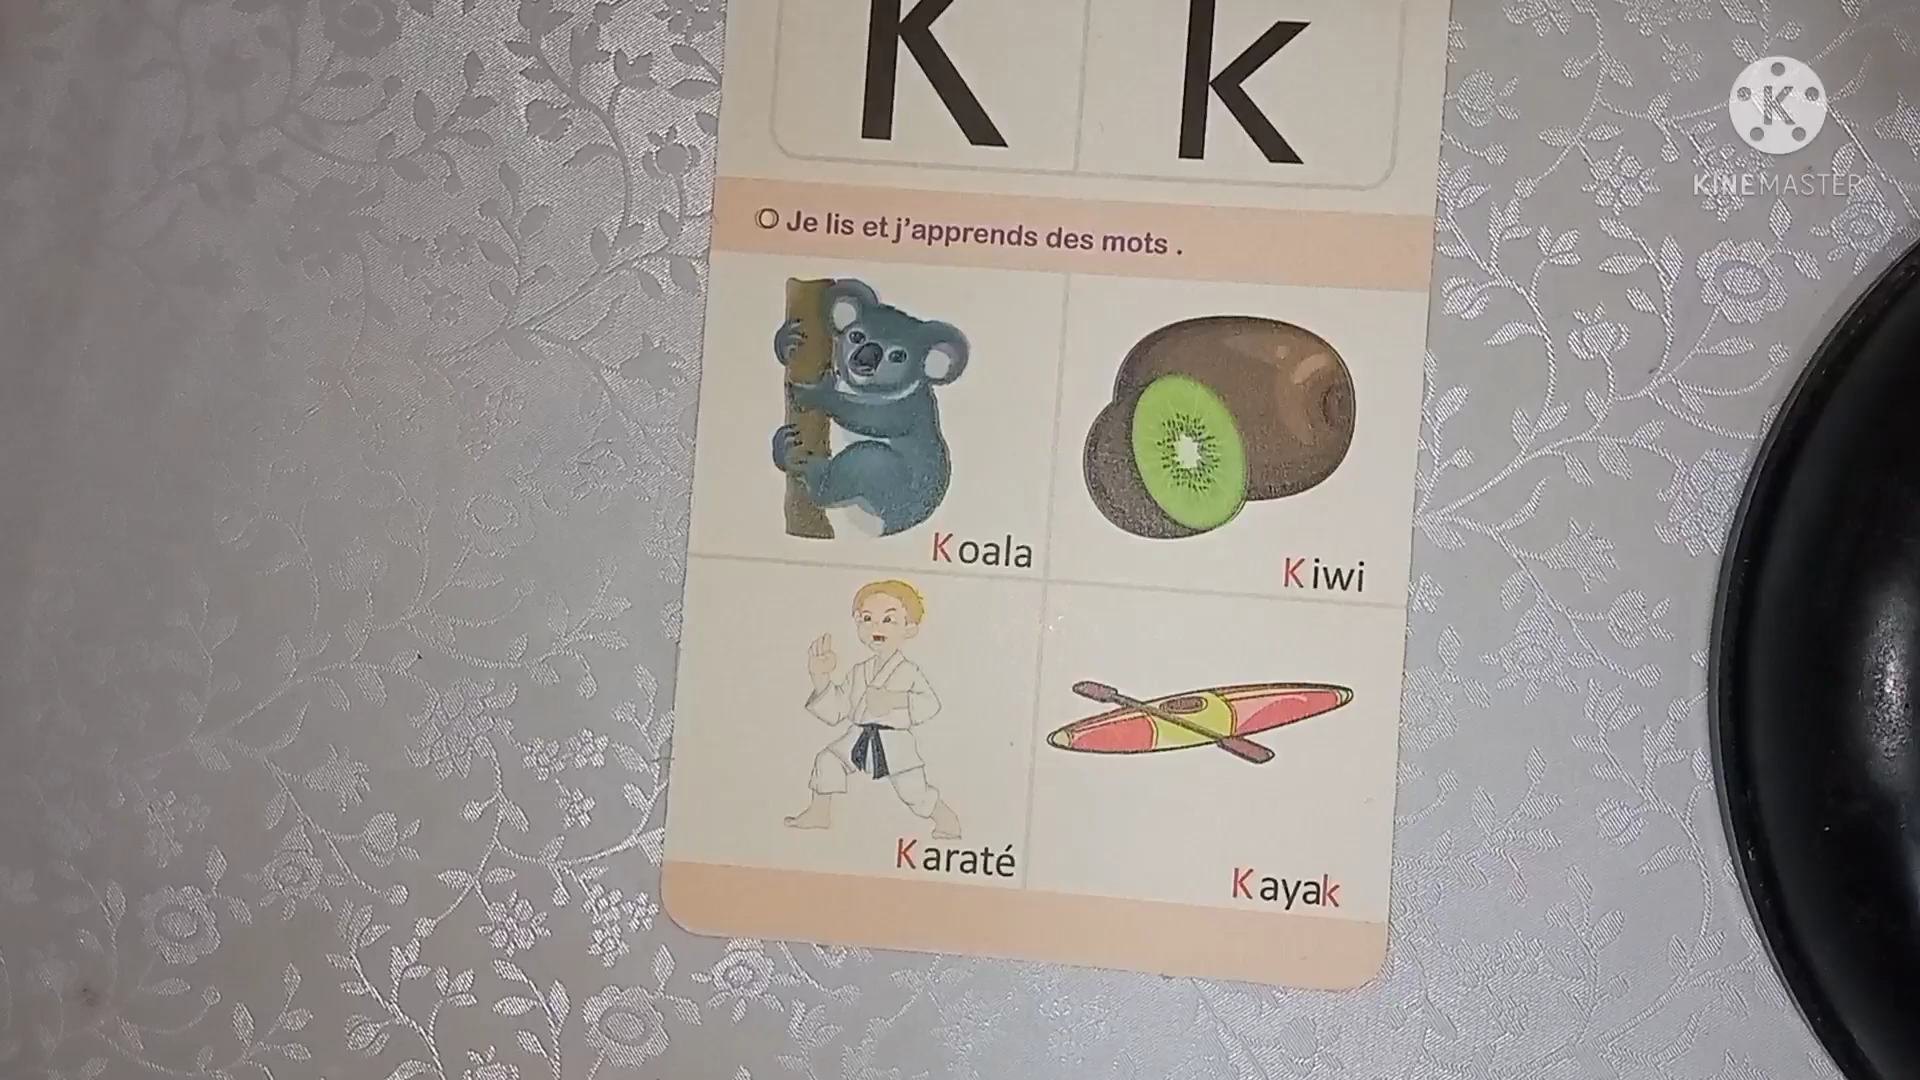 K k
K
KINEMASTER
Je lis et j'apprends des mots .
Koala
Kiwi
Karaté
Kayak